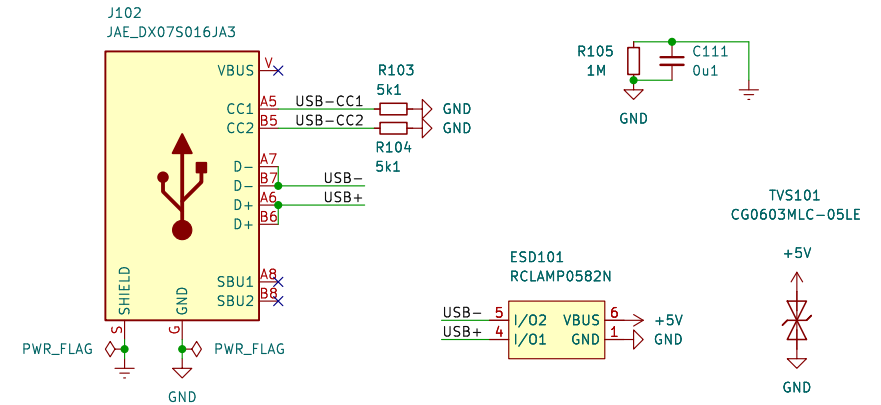 J102
JAE_DX07S016JA3
VBUS
V
CC1
A5
USB-CC1
CC2
B5
USB-CC2
R103
5k1
GND
GND
R104
5k1
D-
A7
D-
B7
USB-
D+
A6
USB+
D+
B6
SBU1
A8
SBU2
B8
SHIELD
GND
S
G
PWR_FLAG
PWR_FLAG
GND
R105
1M
C111
0u1
GND
TVS101
CG0603MLC-05LE
+5V
GND
ESD101
RCLAMP0582N
USB-
5
I/O2
VBUS
6
+5V
USB+
4
I/O1
GND
1
GND